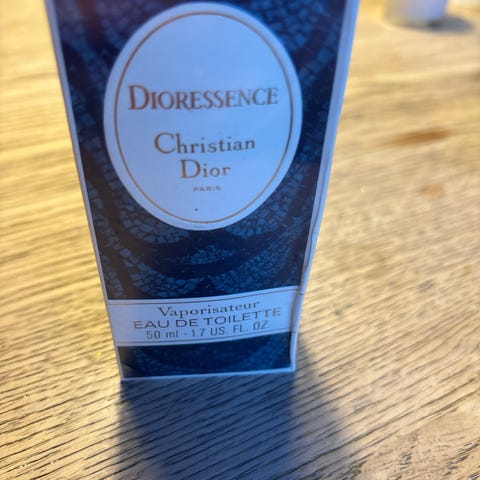 DIORESSENCE
Christian
Dior
PARIS
Vaporisateur
EAU DE TOILETTE
50 ml - 1.7 US. FL. OZ.